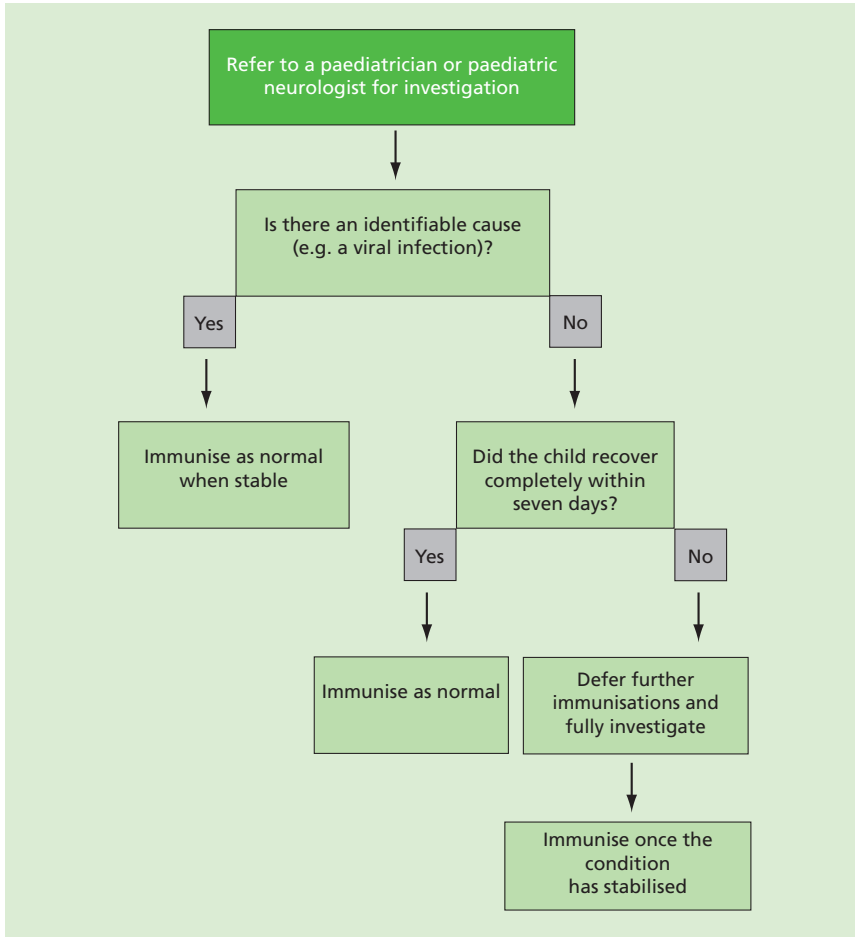 Refer to a paediatrician or paediatric
neurologist for investigation
Is there an identifiable cause
(e.g. a viral infection)?
Yes
No
Immunise as normal
when stable
Did the child recover
completely within
seven days?
Yes
No
Immunise as normal
Defer further
immunisations and
fully investigate
Immunise once the
condition
has stabilised